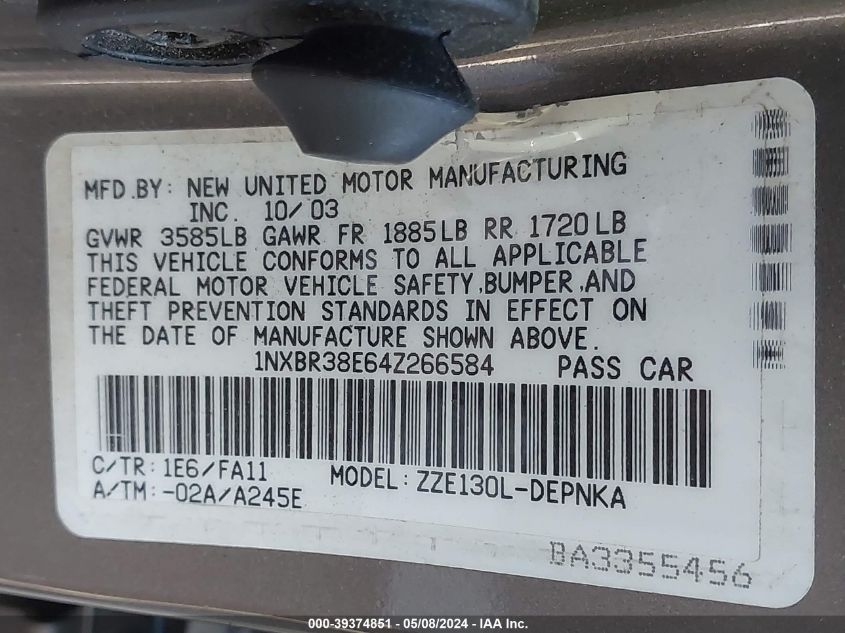 MFD.BY: NEW UNITED MOTOR MANUFACTURING
INC. 10/03
GVWR 3585LB GAWR FR 1885LB RR 1720LB
THIS VEHICLE CONFORMS TO ALL APPLICABLE
FEDERAL MOTOR VEHICLE SAFETY,BUMPER,AND
THEFT PREVENTION STANDARDS IN EFFECT ON
THE DATE OF MANUFACTURE SHOWN ABOVE.
1NXBR38E64Z266584 PASS CAR
C/TR: 1E6/FA11 MODEL: ZZE130L-DEPNKA
A/TM: -02A/A245E
BA3355456
000-39374851 - 05/08/2024 - IAA Inc.